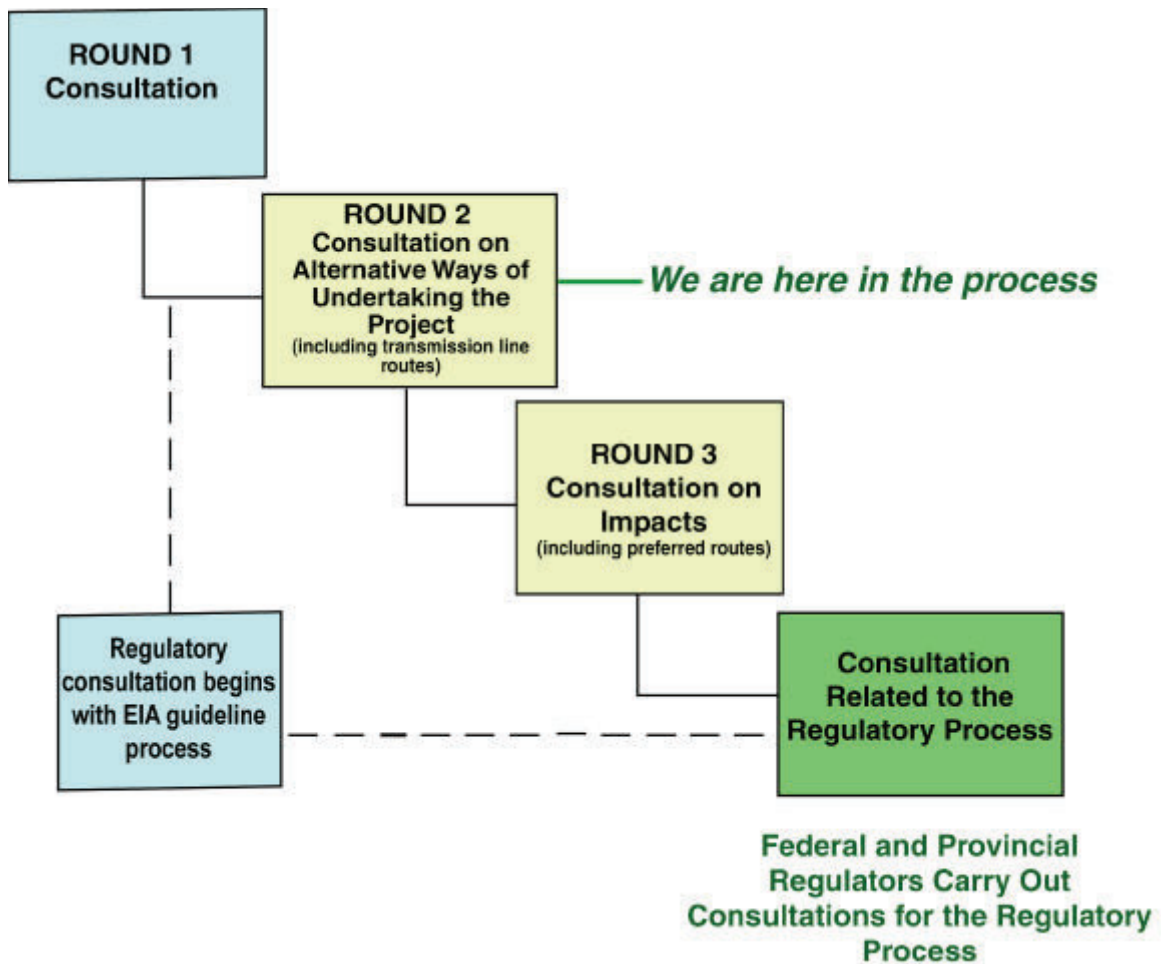 ROUND 1
Consultation
ROUND 2
Consultation on
Alternative Ways of
Undertaking the
Project
(including transmission line
routes)
We are here in the process
ROUND 3
Consultation on
Impacts
(including preferred routes)
Regulatory
consultation begins
with EIA guideline
process
Consultation
Related to the
Regulatory Process
Federal and Provincial
Regulators Carry Out
Consultations for the Regulatory
Process